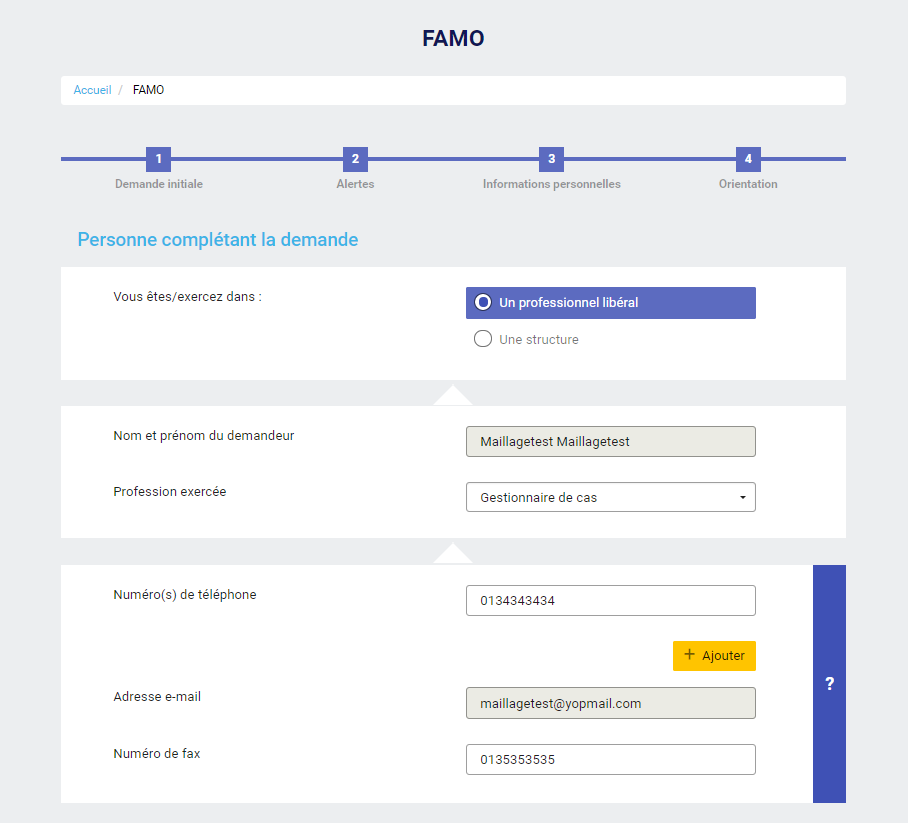 FAMO
Accueil / FAMO
1 2 3 4
Demande initiale Alertes Informations personnelles Orientation
Personne complétant la demande
Vous êtes/exercez dans : Un professionnel libéral
Une structure
Nom et prénom du demandeur Maillagetest Maillagetest
Profession exercée Gestionnaire de cas
Numéro(s) de téléphone 0134343434
+ Ajouter
?
Adresse e-mail maillagetest@yopmail.com
Numéro de fax 0135353535